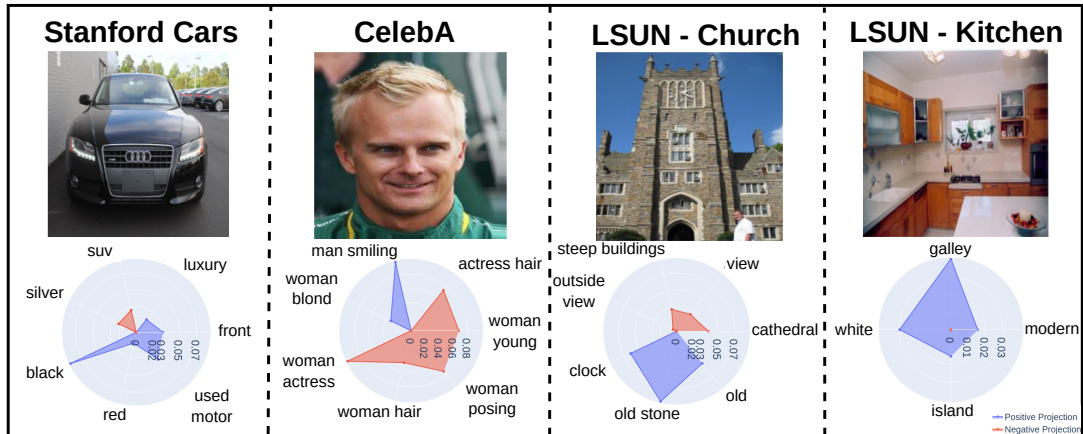 Stanford Cars
suv
luxury
silver
front
0.02
0.03
0.05
0.07
black
used
motor
red
CelebA
man smiling
actress hair
woman
blond
woman
young
0
0.02
0.04
0.06
0.08
woman
actress
woman
posing
woman hair
LSUN - Church
steep buildings
view
outside
view
cathedral
0
0.02
0.03
0.05
0.07
clock
old
old stone
LSUN - Kitchen
galley
white
modern
0
0.01
0.02
0.03
island
Positive Projection
Negative Projection